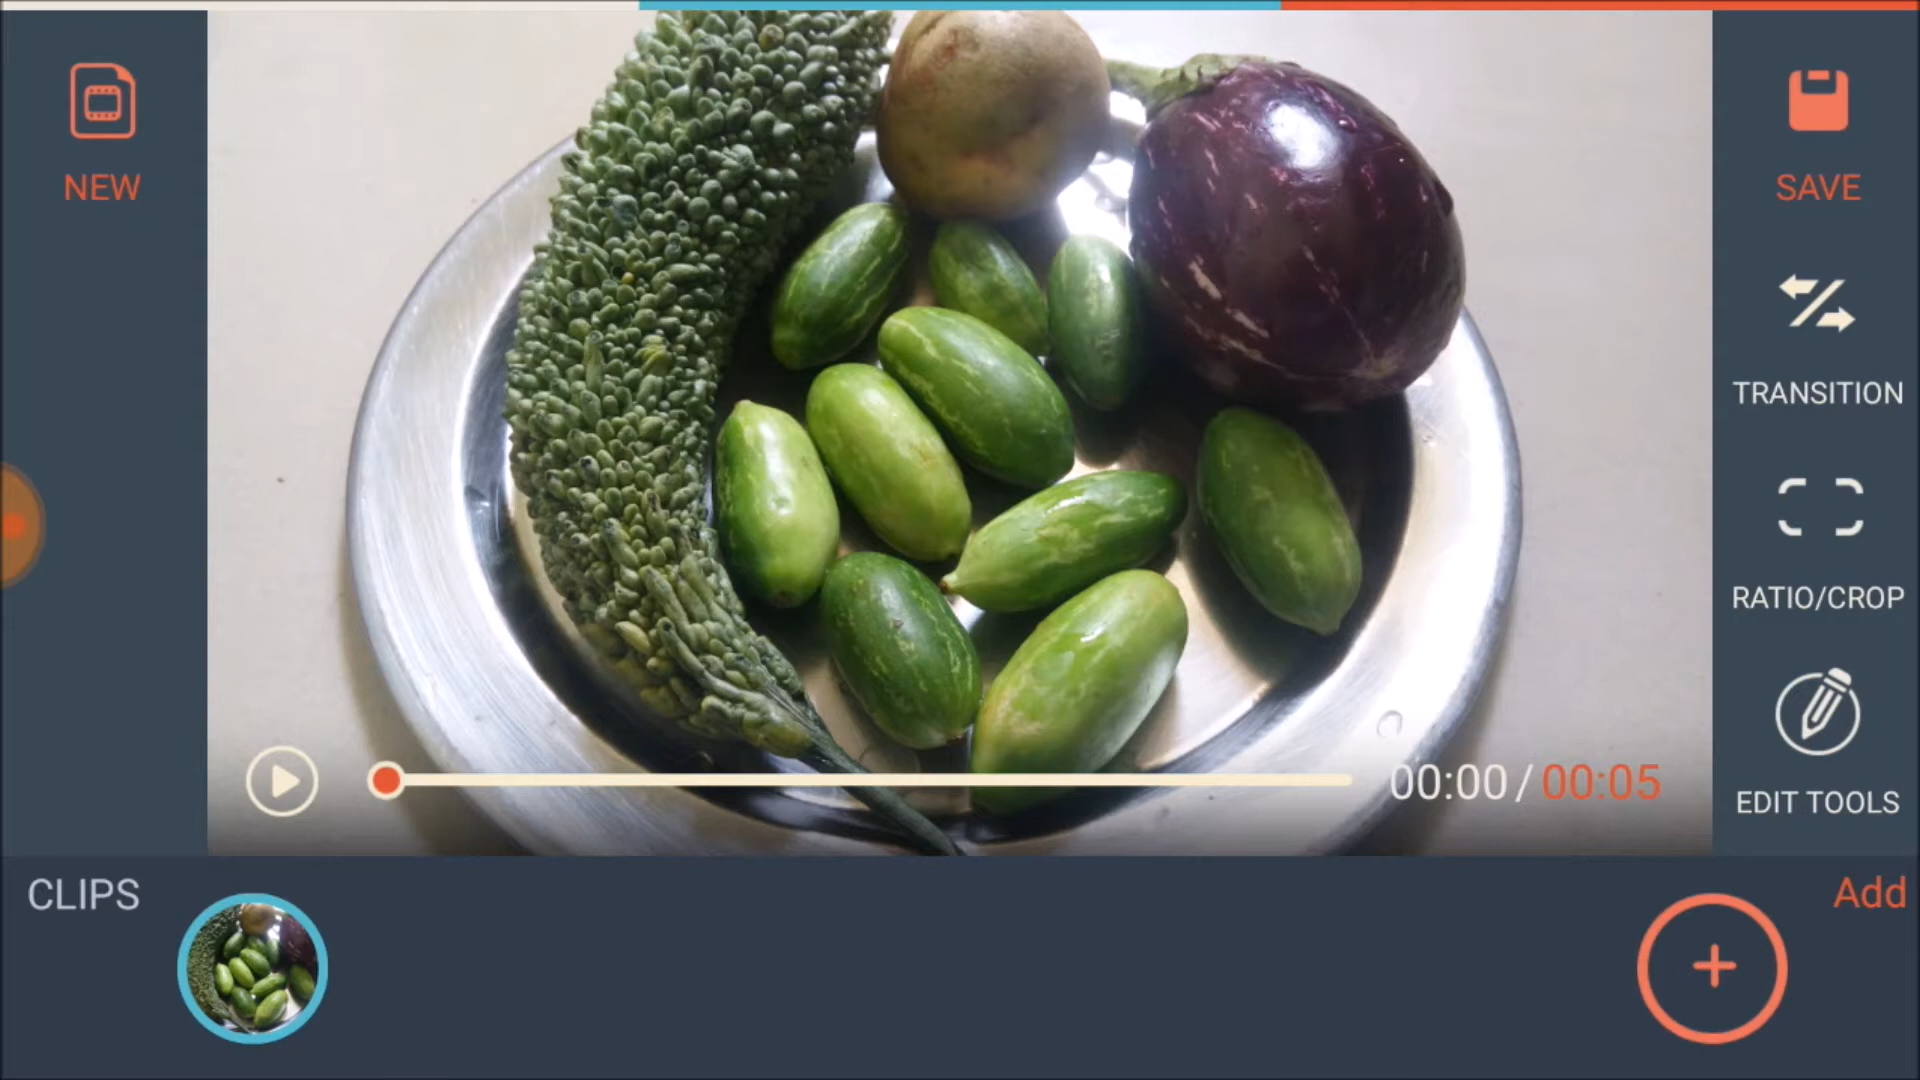 NEW
SAVE
TRANSITION
RATIO/CROP
EDIT TOOLS
00:00 / 00:05
CLIPS
Add